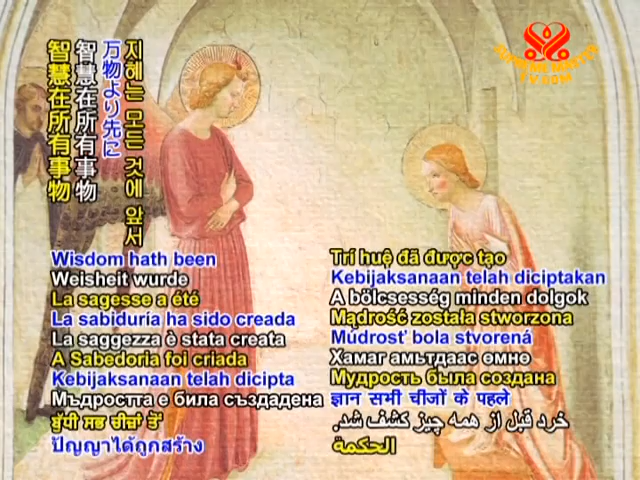 SUPREME MASTER
TV.COM
智慧在所有事物
智慧在所有事物
万物より先に
지혜는 모든 것에 앞서
Wisdom hath been
Weisheit wurde
La sagesse a été
La sabiduría ha sido creada
La saggezza è stata creata
A Sabedoria foi criada
Kebijaksanaan telah dicipta
Мъдростта е била създадена
ਬੁੱਧੀ ਸਭ ਚੀਜ਼ਾਂ ਤੋਂ
ปัญญาได้ถูกสร้าง
Trí huệ đã được tạo
Kebijaksanaan telah diciptakan
A bölcsesség minden dolgok
Mądrość została stworzona
Múdrosť bola stvorená
Хамаг амьтдаас өмнө
Мудрость была создана
ज्ञान सभी चीजों के पहले
خرد قبل از همه چیز کشف شد.
الحكمة